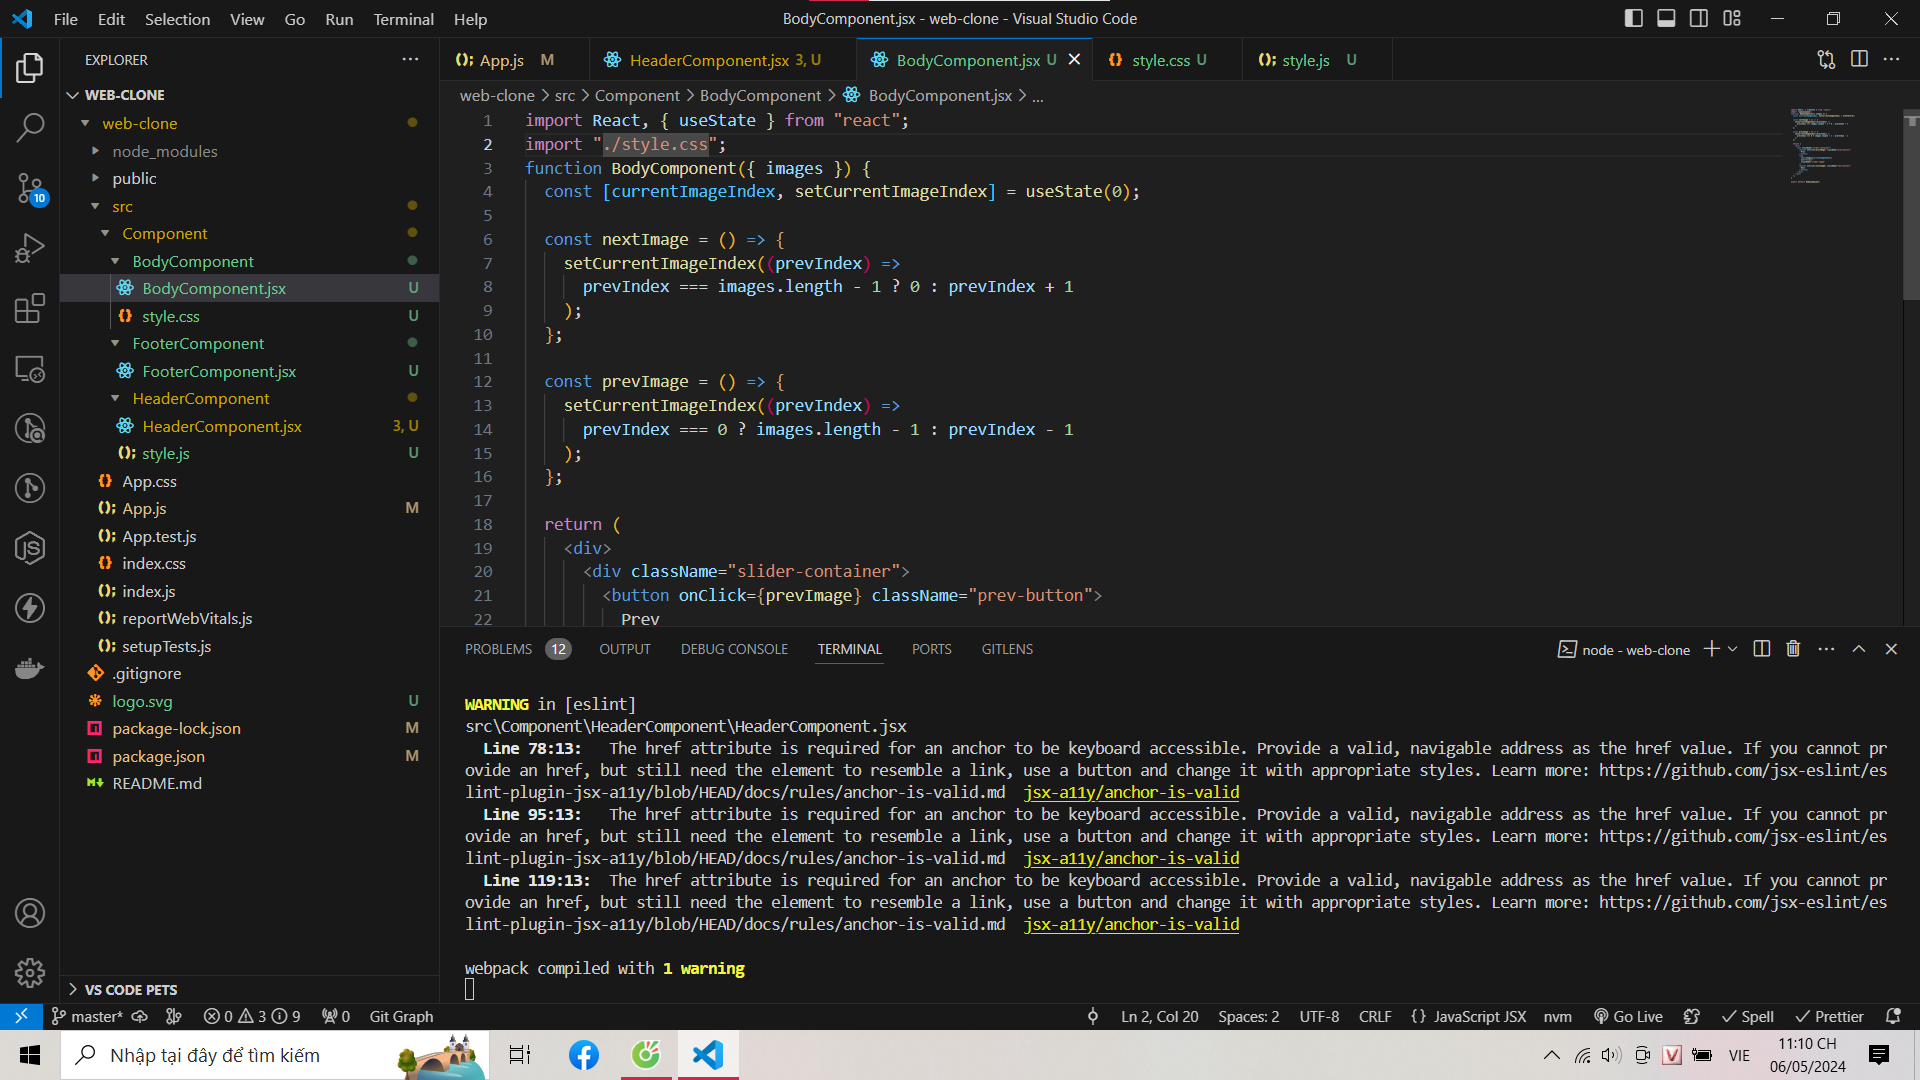 File Edit Selection View Go Run Terminal Help
BodyComponent.jsx - web-clone - Visual Studio Code
EXPLORER
WEB-CLONE
web-clone
node_modules
public
src
Component
BodyComponent
BodyComponent.jsx U
style.css U
FooterComponent
FooterComponent.jsx U
HeaderComponent
HeaderComponent.jsx 3, U
style.js U
App.css
App.js M
App.test.js
index.css
index.js
reportWebVitals.js
setupTests.js
.gitignore
logo.svg U
package-lock.json M
package.json M
README.md
VS CODE PETS
10
App.js M HeaderComponent.jsx 3, U BodyComponent.jsx U style.css U style.js U
web-clone > src > Component > BodyComponent > BodyComponent.jsx > ...
1 import React, { useState } from "react";
2 import "./style.css";
3 function BodyComponent({ images }) {
4 const [currentImageIndex, setCurrentImageIndex] = useState(0);
5
6 const nextImage = () => {
7 setCurrentImageIndex((prevIndex) =>
8 prevIndex === images.length - 1 ? 0 : prevIndex + 1
9 );
10 };
11
12 const prevImage = () => {
13 setCurrentImageIndex((prevIndex) =>
14 prevIndex === 0 ? images.length - 1 : prevIndex - 1
15 );
16 };
17
18 return (
19 <div>
20 <div className="slider-container">
21 <button onClick={prevImage} className="prev-button">
22 Prev
PROBLEMS 12 OUTPUT DEBUG CONSOLE TERMINAL PORTS GITLENS
node - web-clone
WARNING in [eslint]
src\Component\HeaderComponent\HeaderComponent.jsx
Line 78:13: The href attribute is required for an anchor to be keyboard accessible. Provide a valid, navigable address as the href value. If you cannot pr
ovide an href, but still need the element to resemble a link, use a button and change it with appropriate styles. Learn more: https://github.com/jsx-eslint/es
lint-plugin-jsx-a11y/blob/HEAD/docs/rules/anchor-is-valid.md jsx-a11y/anchor-is-valid
Line 95:13: The href attribute is required for an anchor to be keyboard accessible. Provide a valid, navigable address as the href value. If you cannot pr
ovide an href, but still need the element to resemble a link, use a button and change it with appropriate styles. Learn more: https://github.com/jsx-eslint/es
lint-plugin-jsx-a11y/blob/HEAD/docs/rules/anchor-is-valid.md jsx-a11y/anchor-is-valid
Line 119:13: The href attribute is required for an anchor to be keyboard accessible. Provide a valid, navigable address as the href value. If you cannot pr
ovide an href, but still need the element to resemble a link, use a button and change it with appropriate styles. Learn more: https://github.com/jsx-eslint/es
lint-plugin-jsx-a11y/blob/HEAD/docs/rules/anchor-is-valid.md jsx-a11y/anchor-is-valid
webpack compiled with 1 warning
master* 0 3 9 0 Git Graph
Ln 2, Col 20 Spaces: 2 UTF-8 CRLF {} JavaScript JSX nvm Go Live Spell Prettier
Nhập tại đây để tìm kiếm
VIE
11:10 CH
06/05/2024